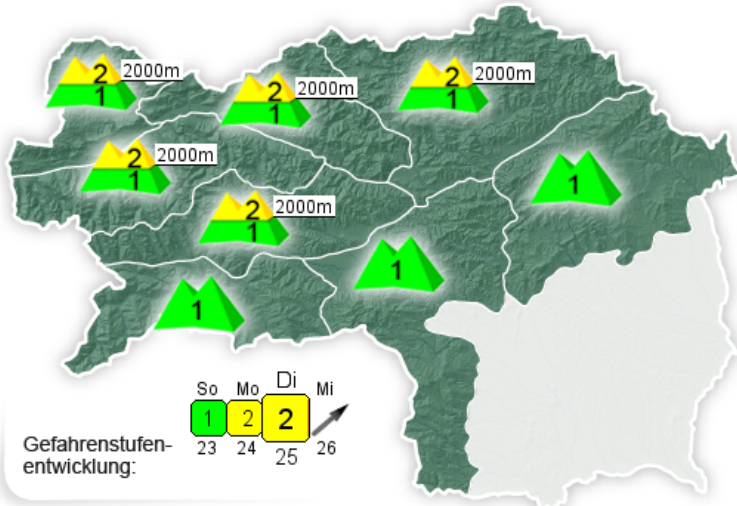 2 2000m
1
2 2000m
1
2 2000m
1
2 2000m
1
1
2 2000m
1
1
1
So Mo Di Mi
1 2 2
23 24 25 26
Gefahrenstufen-
entwicklung: